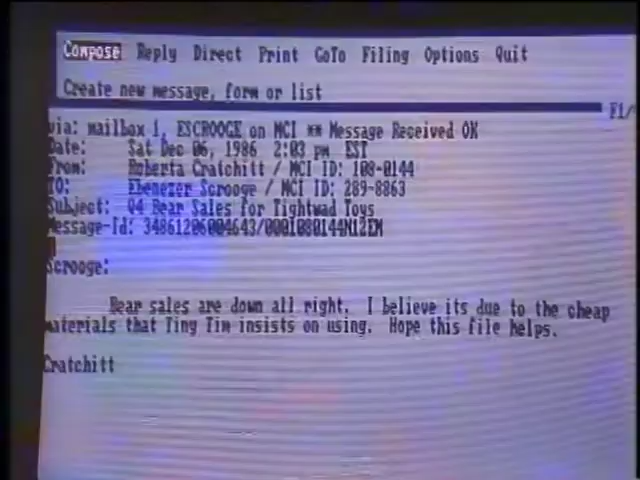 Compose Reply Direct Print GoTo Filing Options Quit
Create new message, form or list
F1/
via: mailbox 1, ESCROOGE on MCI ** Message Received OK
Date: Sat Dec 06, 1986 2:03 pm EST
From: Roberta Cratchitt / MCI ID: 108-0144
TO: Ebenezer Scrooge / MCI ID: 289-8863
Subject: Q4 Bear Sales for Tightwad Toys
Message-Id: 34861206004643/0001080144N12EM
Scrooge:
Bear sales are down all right. I believe its due to the cheap
materials that Tiny Tim insists on using. Hope this file helps.
Cratchitt